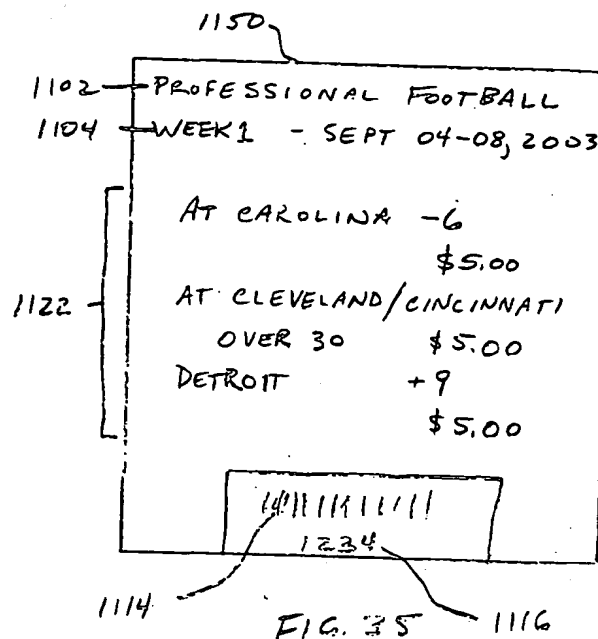 1150
1102 PROFESSIONAL FOOTBALL
1104 WEEK 1 - SEPT 04-08, 2003
AT CAROLINA -6
$5.00
1122
AT CLEVELAND/CINCINNATI
OVER 30 $5.00
DETROIT +9
$5.00
1234
1114 FIG. 35 1116